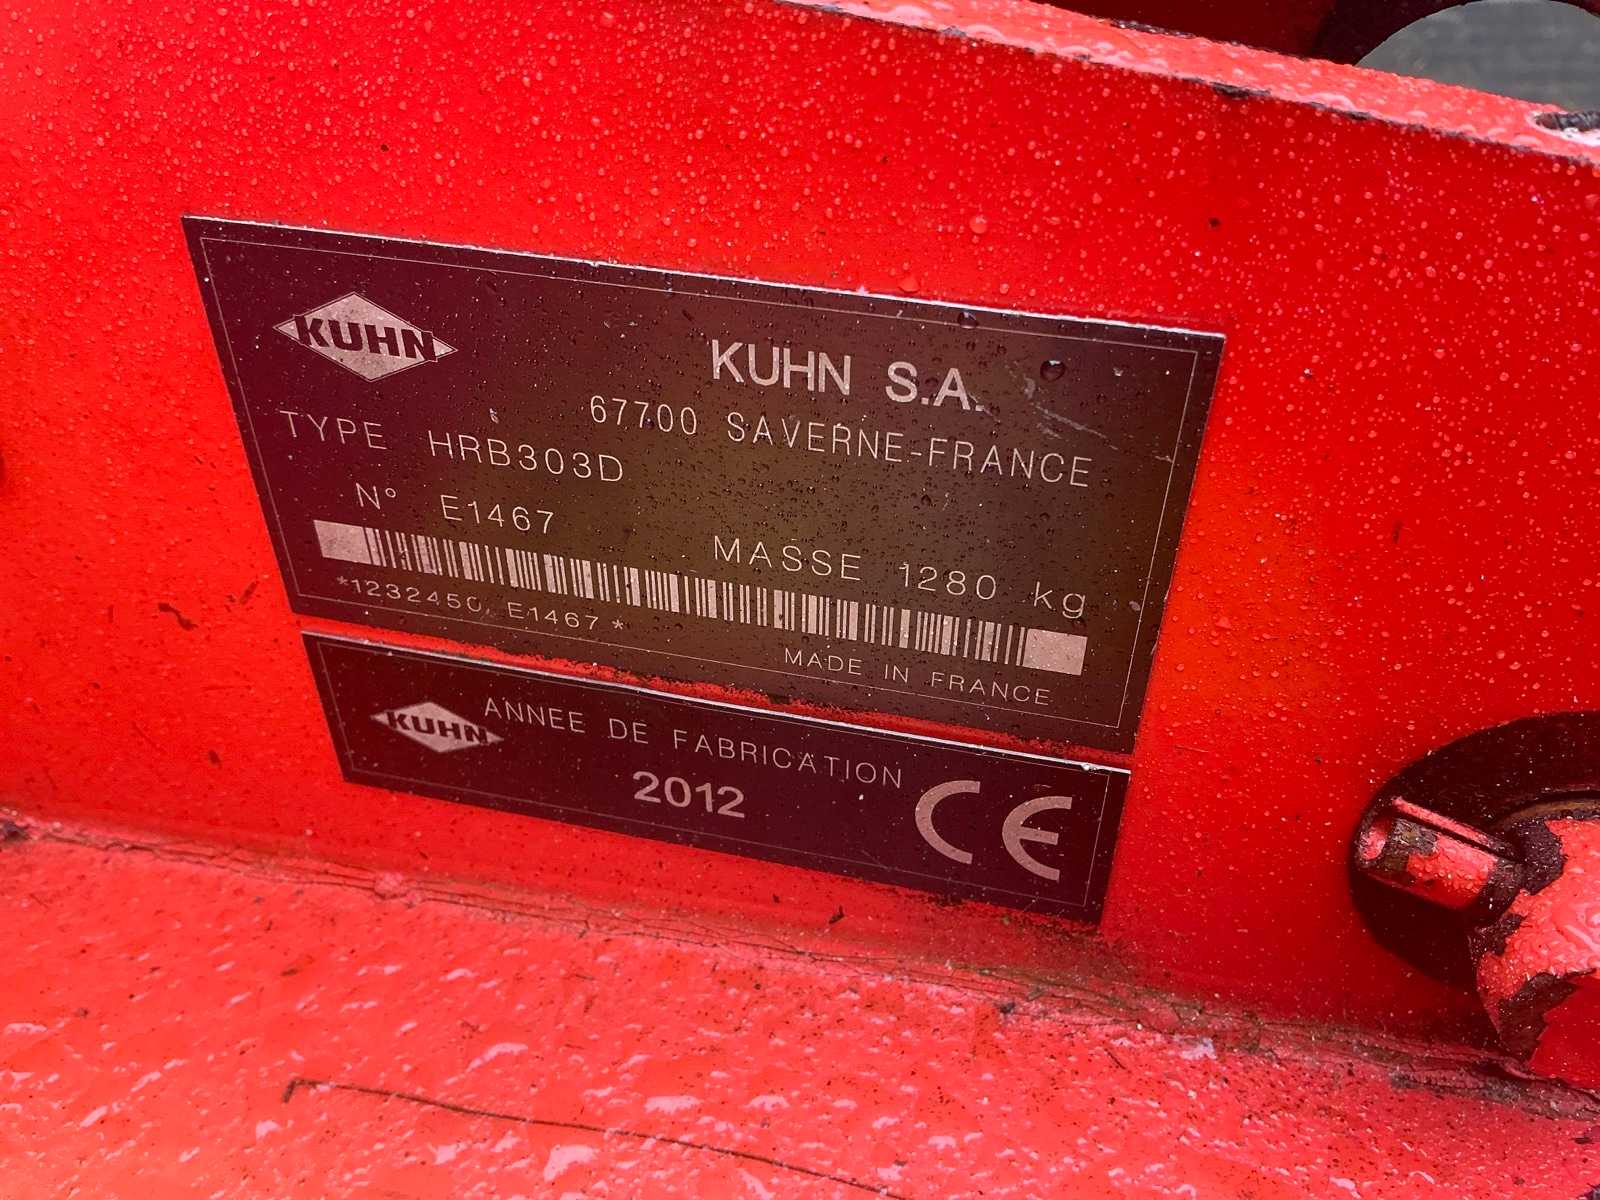 KUHN
KUHN S.A.
67700 SAVERNE-FRANCE
TYPE HRB303D
N° E1467
MASSE 1280 kg
*1232450, E1467*
MADE IN FRANCE
KUHN
ANNEE DE FABRICATION
2012
CE